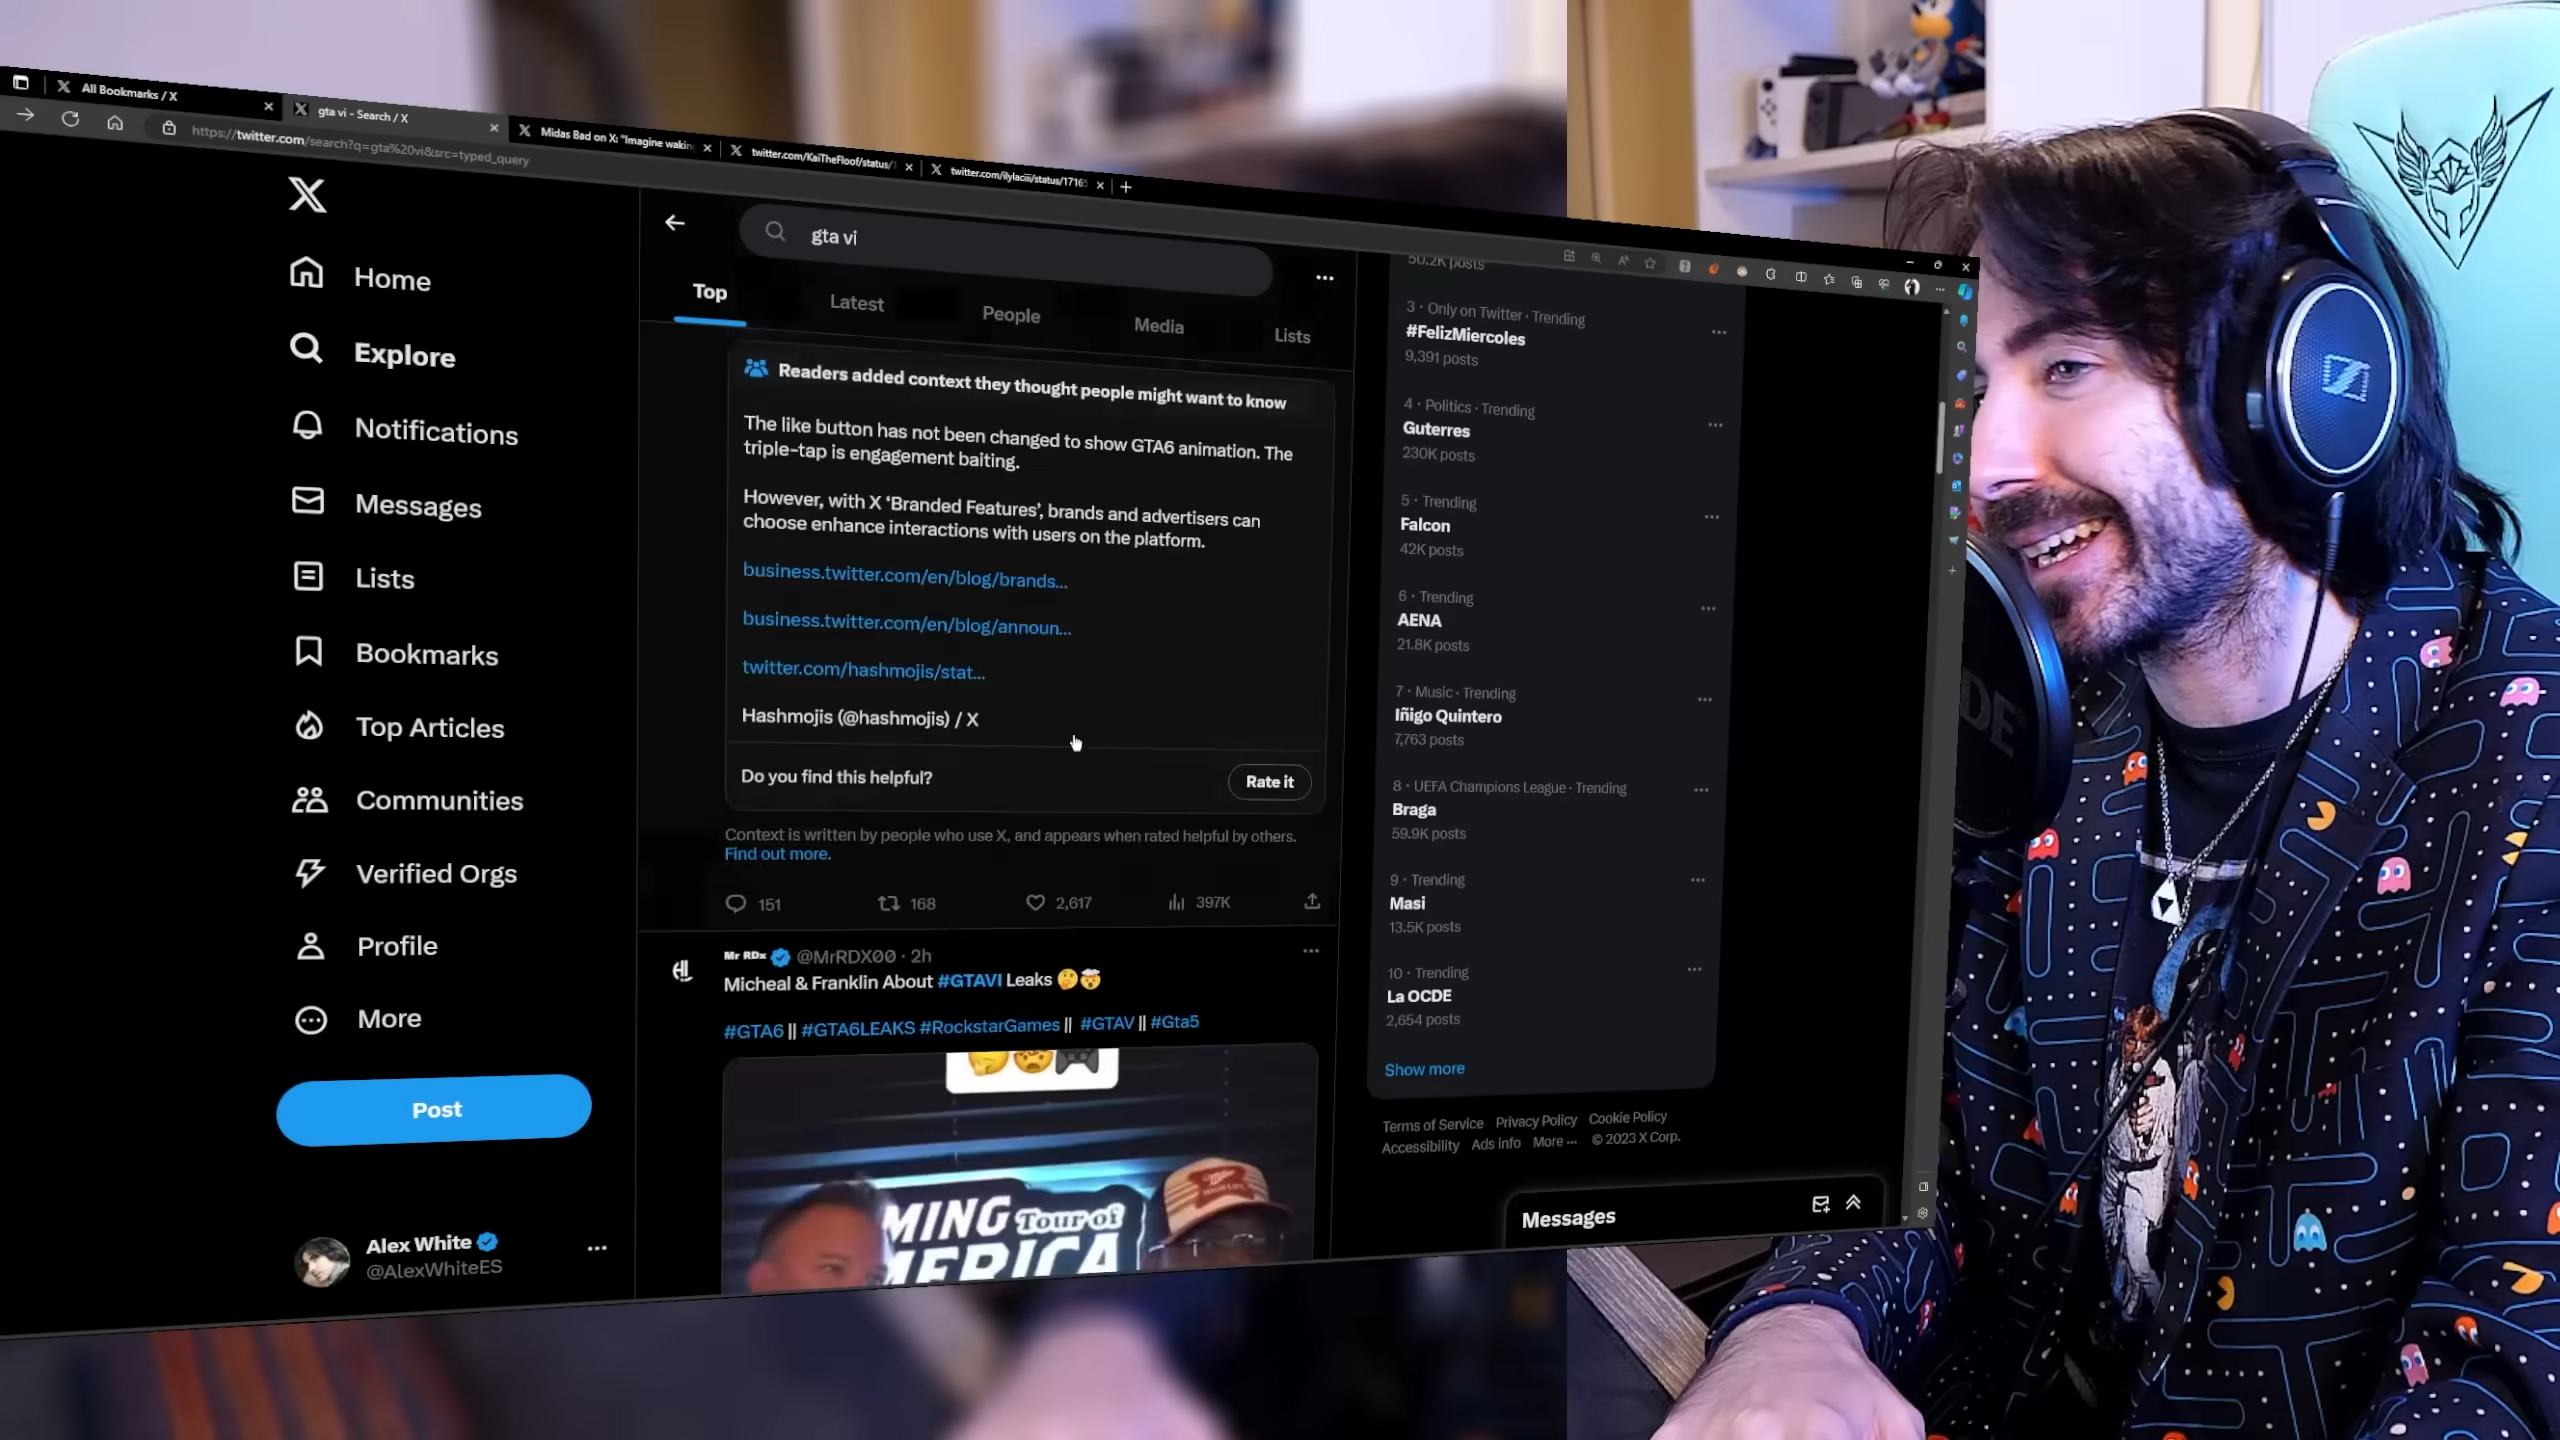 All Bookmarks / X
gta vi - Search / X
Midas Bad on X: "Imagine wakin
twitter.com/KaiTheFloof/status/1
twitter.com/ilylaciii/status/1716
https://twitter.com/search?q=gta%20vi&src=typed_query
Home
Explore
Notifications
Messages
Lists
Bookmarks
Top Articles
Communities
Verified Orgs
Profile
More
Post
Alex White
@AlexWhiteES
gta vi
Top
Latest
People
Media
Lists
Readers added context they thought people might want to know
The like button has not been changed to show GTA6 animation. The
triple-tap is engagement baiting.
However, with X ‘Branded Features’, brands and advertisers can
choose enhance interactions with users on the platform.
business.twitter.com/en/blog/brands...
business.twitter.com/en/blog/announ...
twitter.com/hashmojis/stat...
Hashmojis (@hashmojis) / X
Do you find this helpful?
Rate it
Context is written by people who use X, and appears when rated helpful by others.
Find out more.
151
168
2,617
397K
Mr RDx @MrRDX00 · 2h
Micheal & Franklin About #GTAVI Leaks 🤔🤯
#GTA6 || #GTA6LEAKS #RockstarGames || #GTAV || #Gta5
MING Tour of
MERICA
50.2K posts
3 · Only on Twitter · Trending
#FelizMiercoles
9,391 posts
4 · Politics · Trending
Guterres
230K posts
5 · Trending
Falcon
42K posts
6 · Trending
AENA
21.8K posts
7 · Music · Trending
Iñigo Quintero
7,763 posts
8 · UEFA Champions League · Trending
Braga
59.9K posts
9 · Trending
Masi
13.5K posts
10 · Trending
La OCDE
2,654 posts
Show more
Terms of Service Privacy Policy Cookie Policy
Accessibility Ads info More ··· © 2023 X Corp.
Messages